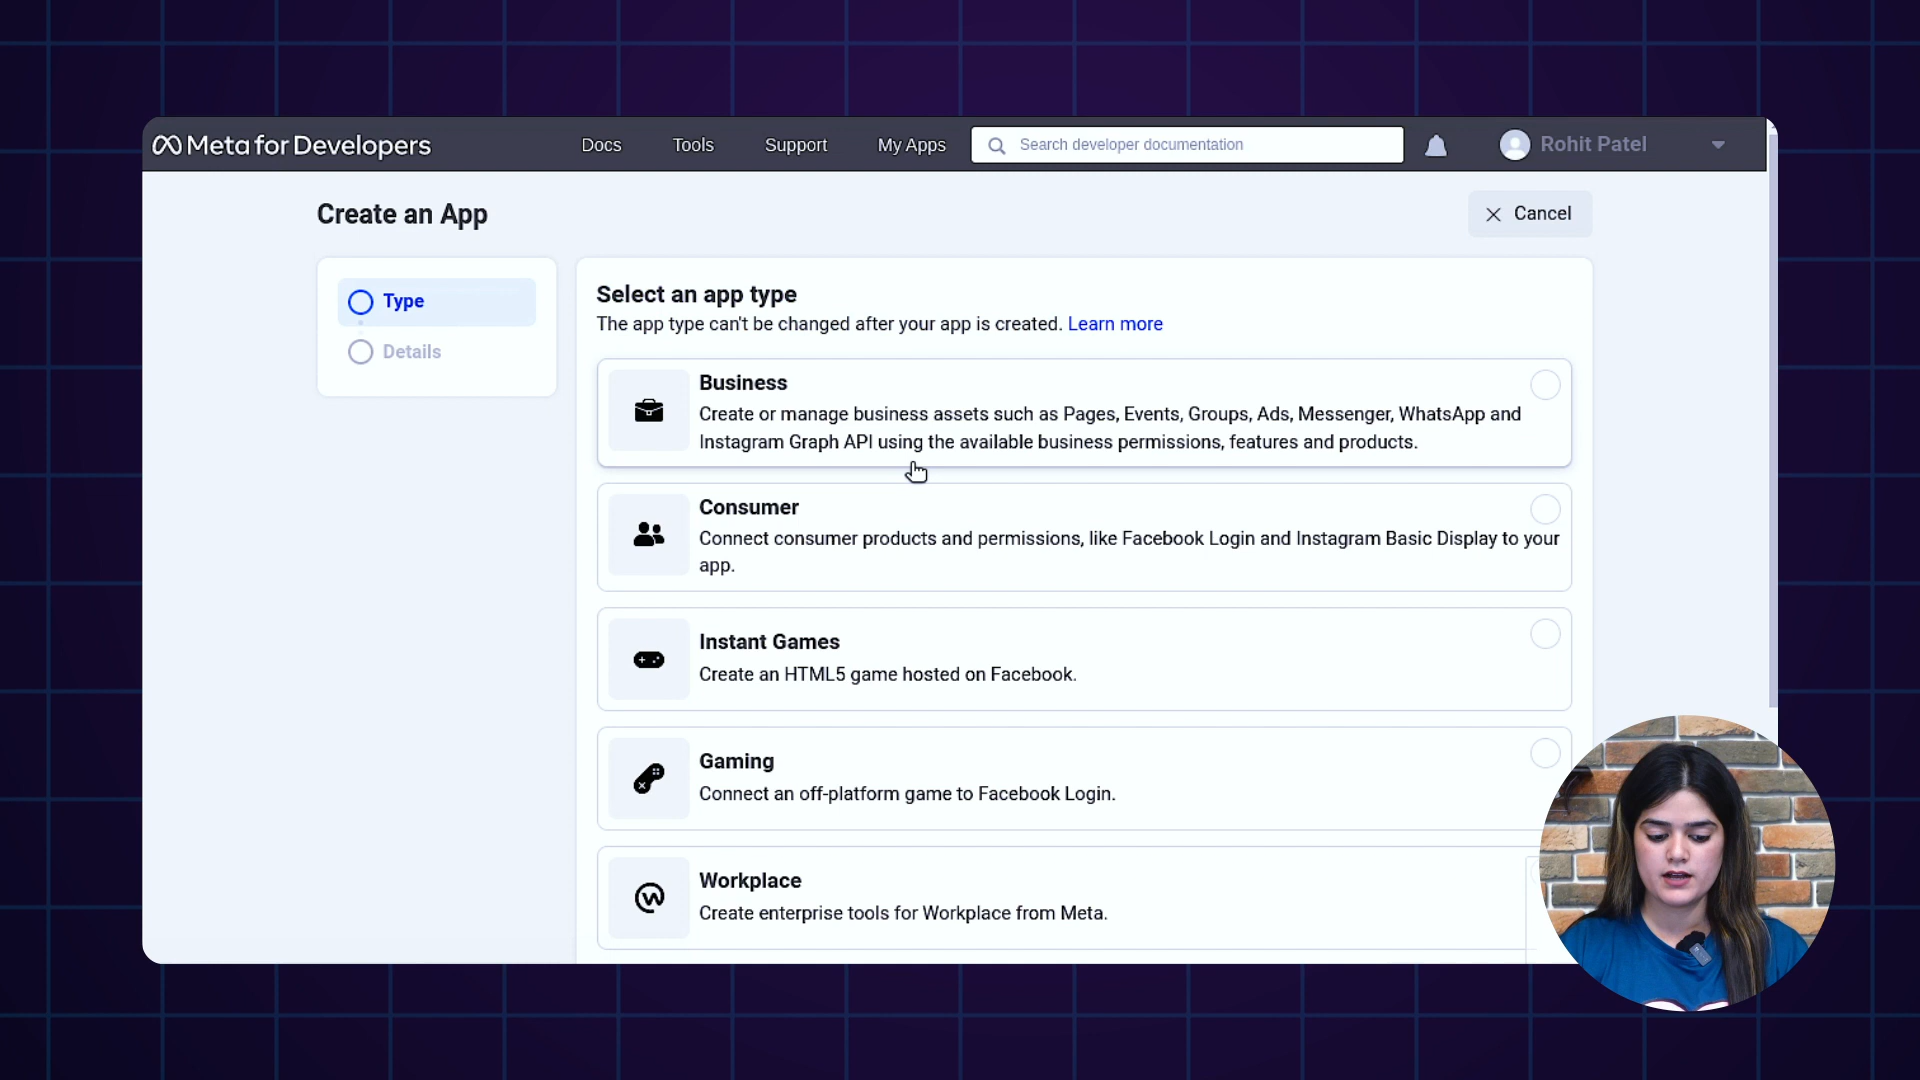 Meta for Developers
Docs
Tools
Support
My Apps
Search developer documentation
Rohit Patel
Create an App
Cancel
Type
Details
Select an app type
The app type can't be changed after your app is created. Learn more
Business
Create or manage business assets such as Pages, Events, Groups, Ads, Messenger, WhatsApp and
Instagram Graph API using the available business permissions, features and products.
Consumer
Connect consumer products and permissions, like Facebook Login and Instagram Basic Display to your
app.
Instant Games
Create an HTML5 game hosted on Facebook.
Gaming
Connect an off-platform game to Facebook Login.
Workplace
Create enterprise tools for Workplace from Meta.